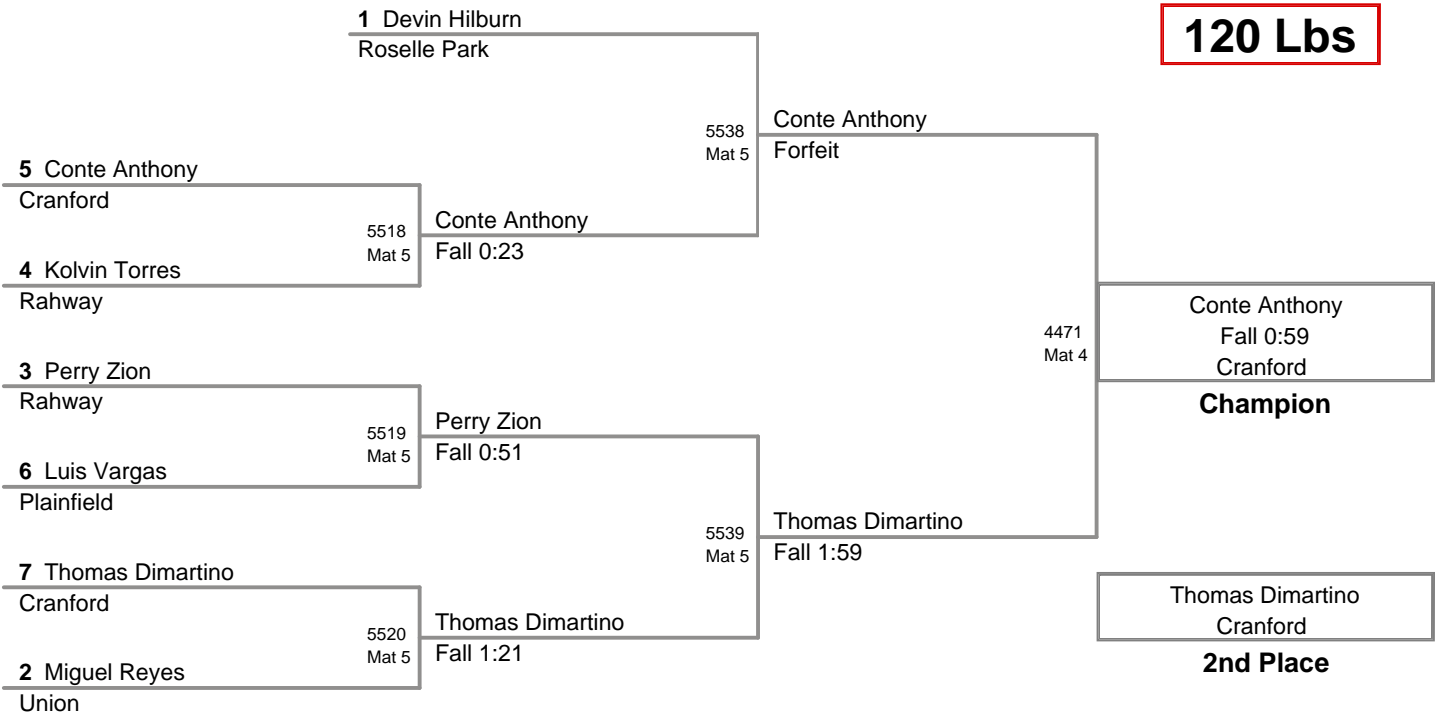 1 Devin Hilburn
Roselle Park
120 Lbs
5538
Mat 5
Conte Anthony
Forfeit
5 Conte Anthony
Cranford
5518
Mat 5
Conte Anthony
Fall 0:23
4 Kolvin Torres
Rahway
4471
Mat 4
Conte Anthony
Fall 0:59
Cranford
Champion
3 Perry Zion
Rahway
5519
Mat 5
Perry Zion
Fall 0:51
6 Luis Vargas
Plainfield
5539
Mat 5
Thomas Dimartino
Fall 1:59
7 Thomas Dimartino
Cranford
5520
Mat 5
Thomas Dimartino
Fall 1:21
2 Miguel Reyes
Union
Thomas Dimartino
Cranford
2nd Place